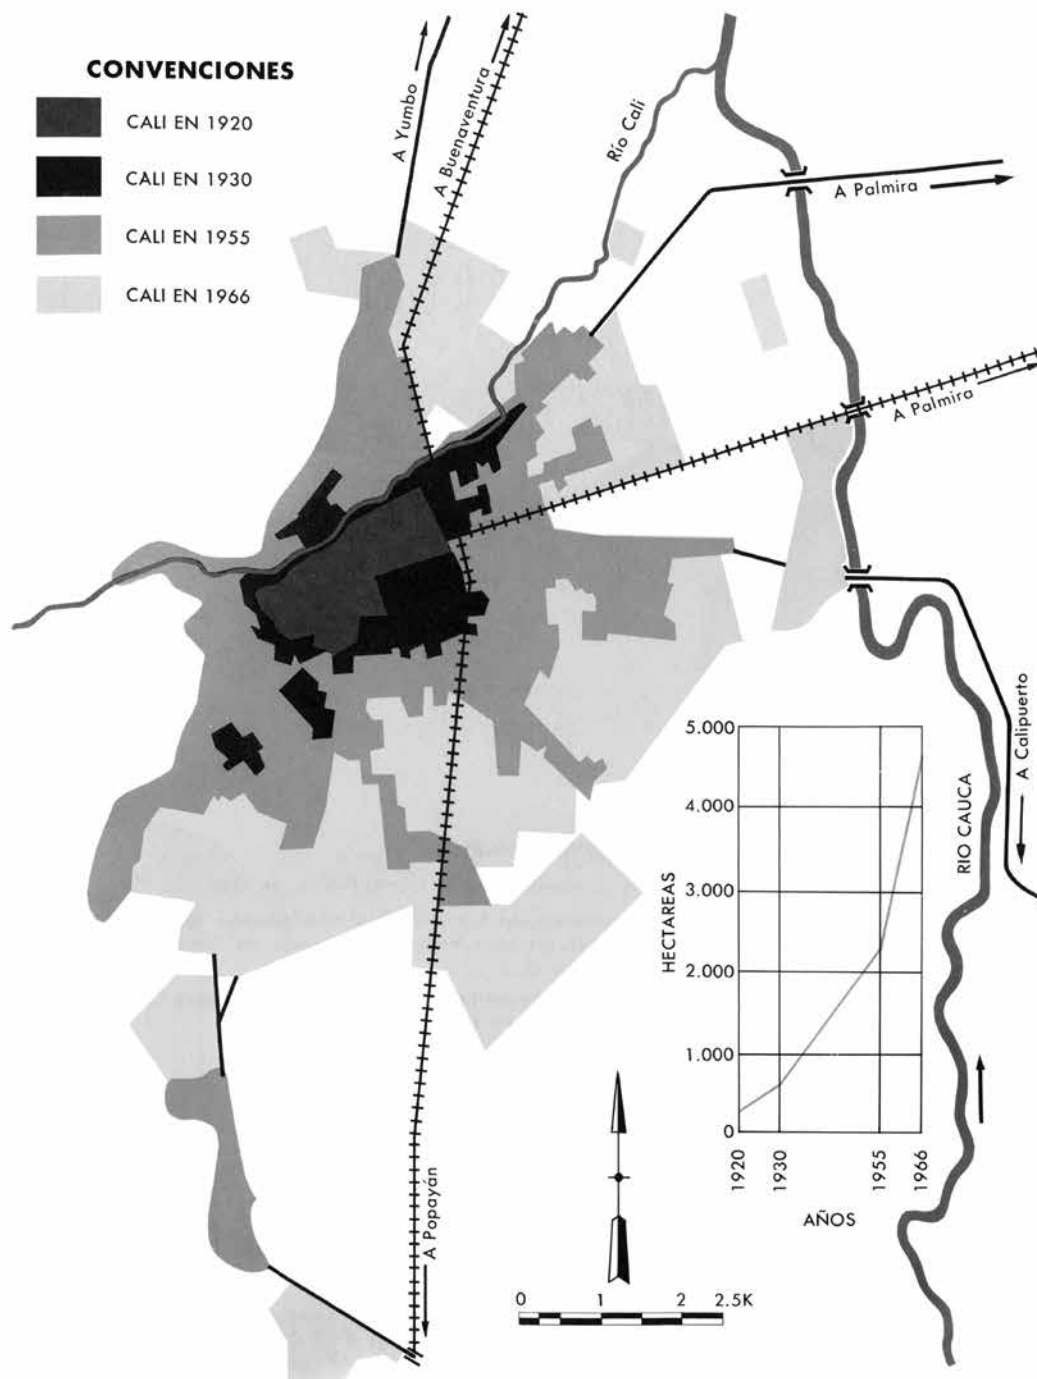 CONVENCIONES
CALI EN 1920
CALI EN 1930
CALI EN 1955
CALI EN 1966
A Yumbo
A Buenaventura
Río Cali
A Palmira
A Palmira
A Calipuerto
RIO CAUCA
A Popayán
5.000
4.000
3.000
2.000
1.000
0
HECTAREAS
1920
1930
1955
1966
AÑOS
0 1 2 2.5K